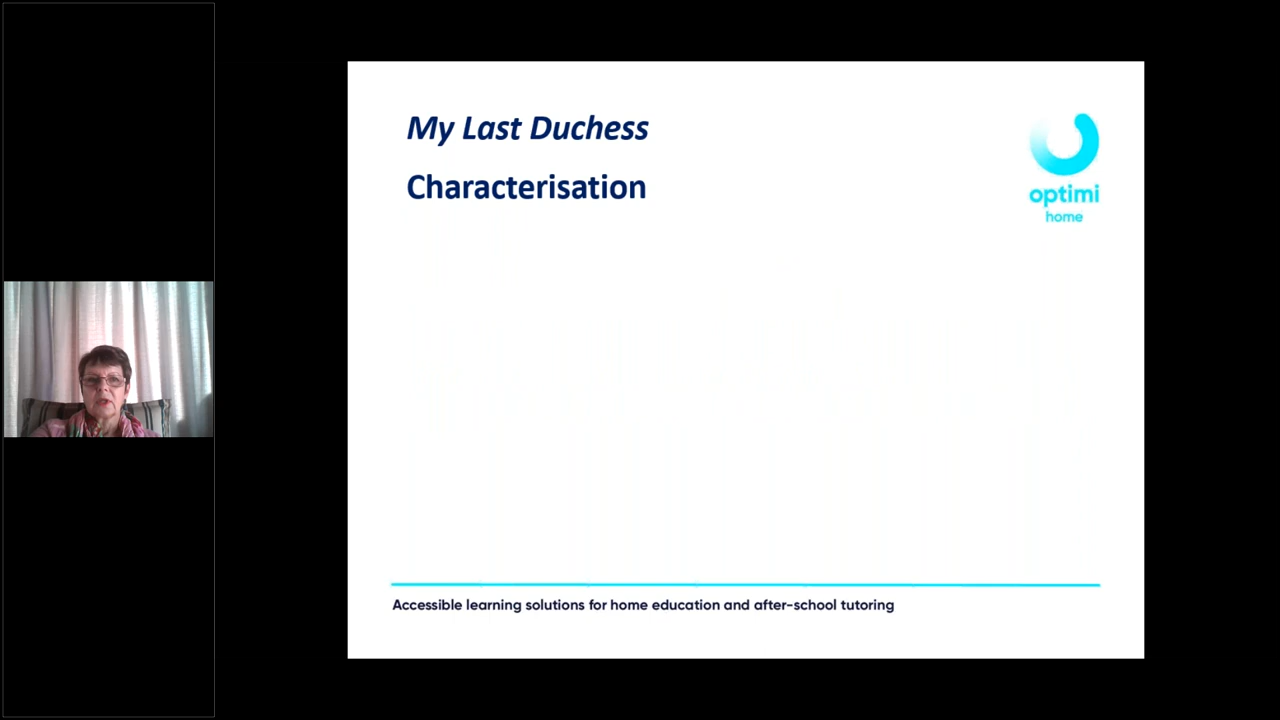 My Last Duchess
Characterisation
optimi
home
Accessible learning solutions for home education and after-school tutoring